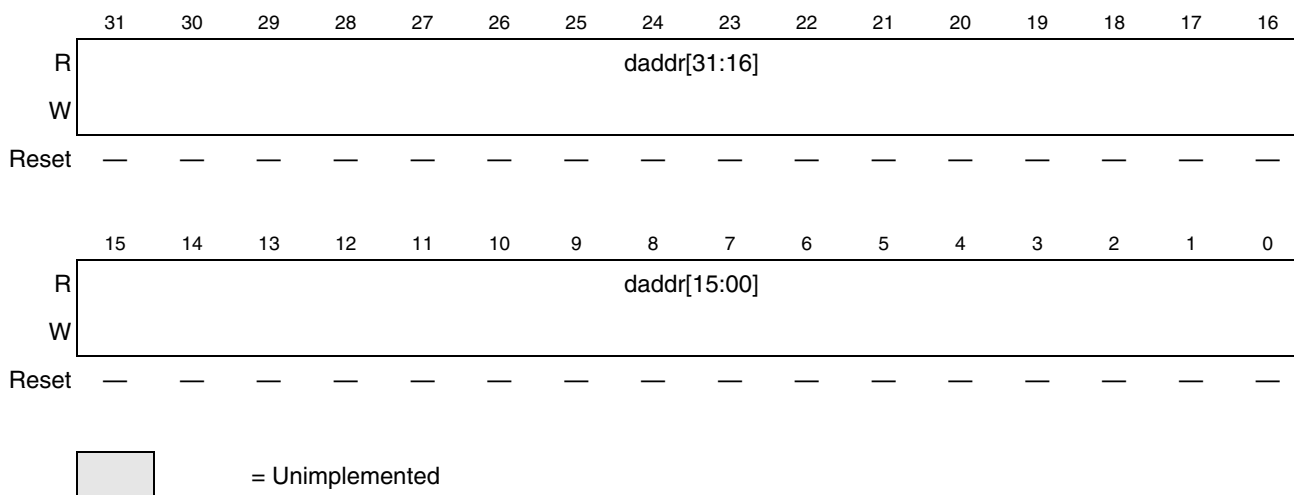 31 30 29 28 27 26 25 24 23 22 21 20 19 18 17 16
R daddr[31:16]
W
Reset — — — — — — — — — — — — — — — —
15 14 13 12 11 10 9 8 7 6 5 4 3 2 1 0
R daddr[15:00]
W
Reset — — — — — — — — — — — — — — — —
= Unimplemented